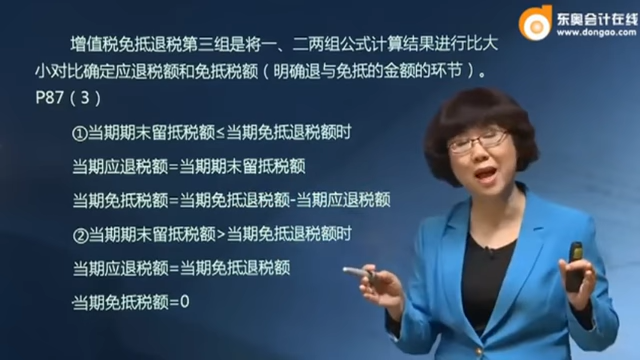 东奥会计在线
www.dongao.com
增值税免抵退税第三组是将一、二两组公式计算结果进行比大
小对比确定应退税额和免抵税额（明确退与免抵的金额的环节）。
P87（3）
①当期期末留抵税额≤当期免抵退税额时
当期应退税额=当期期末留抵税额
当期免抵税额=当期免抵退税额-当期应退税额
②当期期末留抵税额>当期免抵退税额时
当期应退税额=当期免抵退税额
当期免抵税额=0